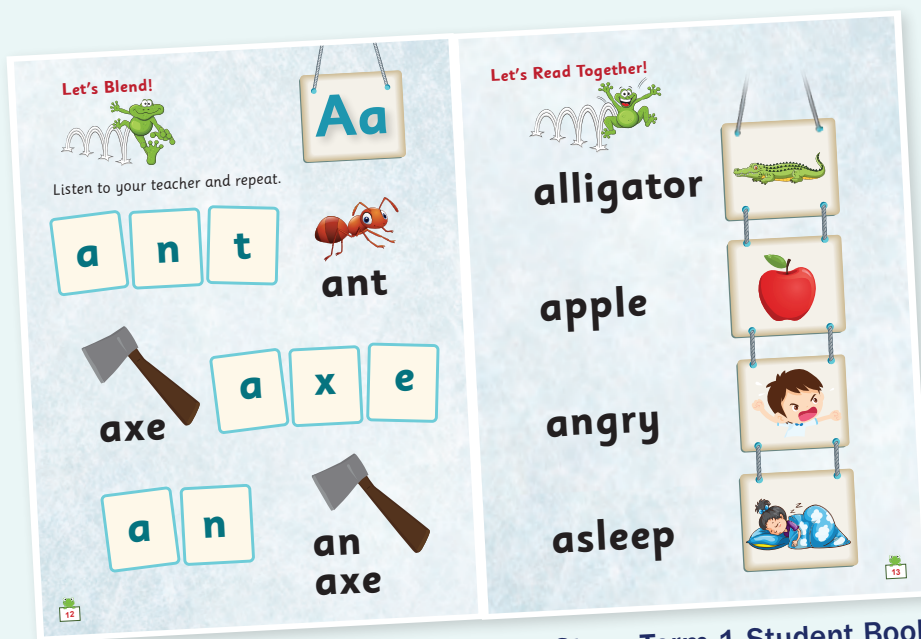 Let's Blend!
Aa
Listen to your teacher and repeat.
a n t
ant
axe
a x e
a n
an
axe
12
Let's Read Together!
alligator
apple
angry
asleep
13
Term 1 Student Book